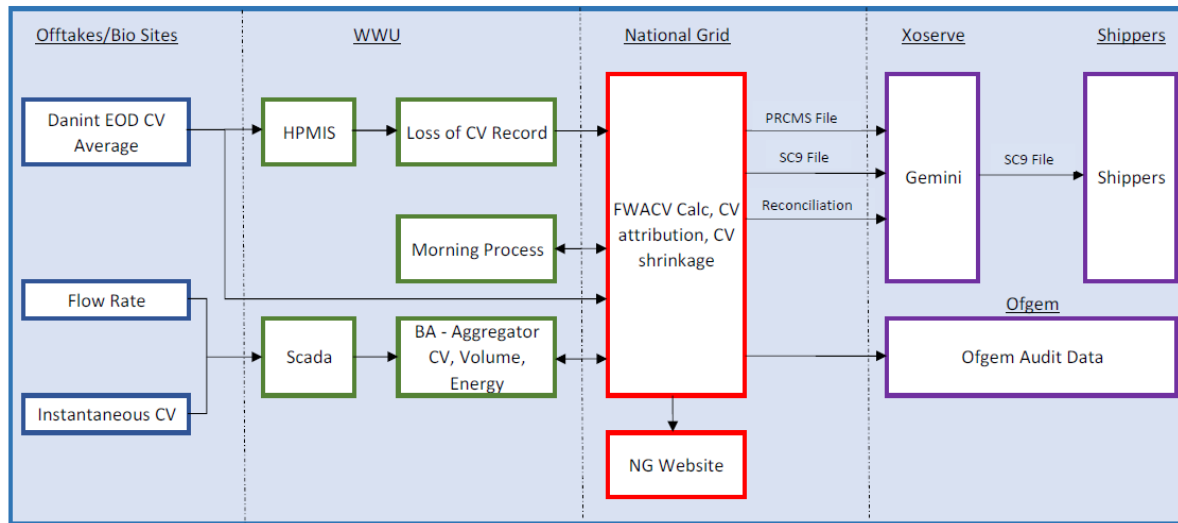 Offtakes/Bio Sites
WWU
National Grid
Xoserve
Shippers
Danint EOD CV
Average
HPMIS
Loss of CV Record
PRCMS File
SC9 File
Reconciliation
Gemini
SC9 File
Shippers
FWACV Calc, CV
attribution, CV
shrinkage
Morning Process
Flow Rate
Instantaneous CV
Scada
BA - Aggregator
CV, Volume,
Energy
Ofgem
Ofgem Audit Data
NG Website